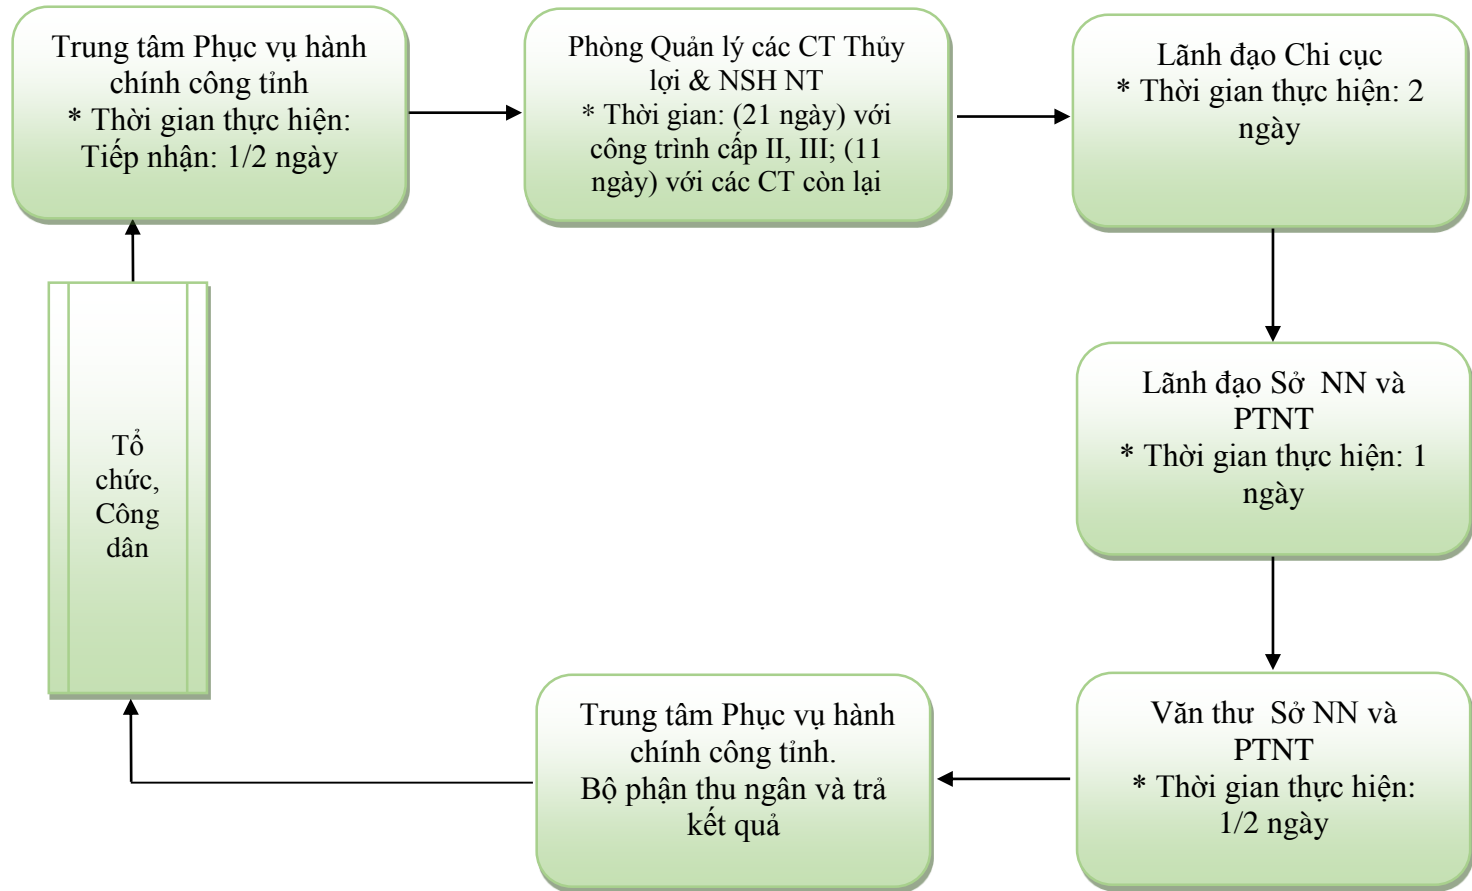 Trung tâm Phục vụ hành
chính công tỉnh
* Thời gian thực hiện:
Tiếp nhận: 1/2 ngày
Phòng Quản lý các CT Thủy
lợi & NSH NT
* Thời gian: (21 ngày) với
công trình cấp II, III; (11
ngày) với các CT còn lại
Lãnh đạo Chi cục
* Thời gian thực hiện: 2
ngày
Lãnh đạo Sở NN và
PTNT
* Thời gian thực hiện: 1
ngày
Văn thư Sở NN và
PTNT
* Thời gian thực hiện:
1/2 ngày
Trung tâm Phục vụ hành
chính công tỉnh.
Bộ phận thu ngân và trả
kết quả
Tổ
chức,
Công
dân